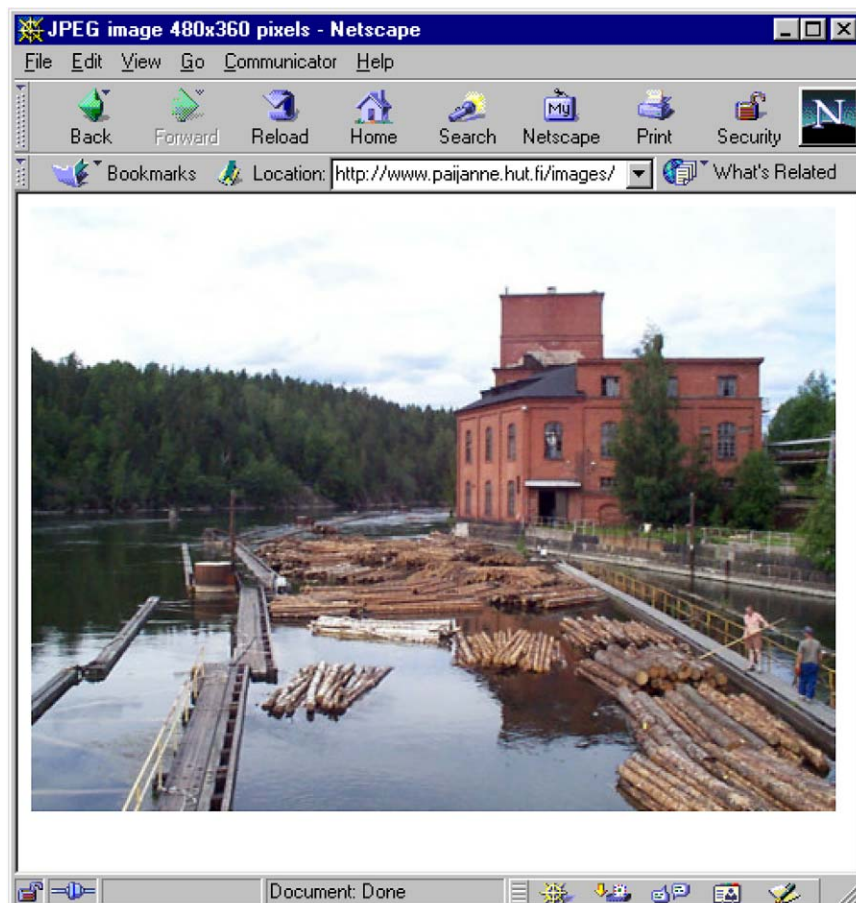 JPEG image 480x360 pixels - Netscape
File Edit View Go Communicator Help
Back Forward Reload Home Search Netscape Print Security
My
N
Bookmarks Location: http://www.paijanne.hut.fi/images/ What's Related
Document: Done